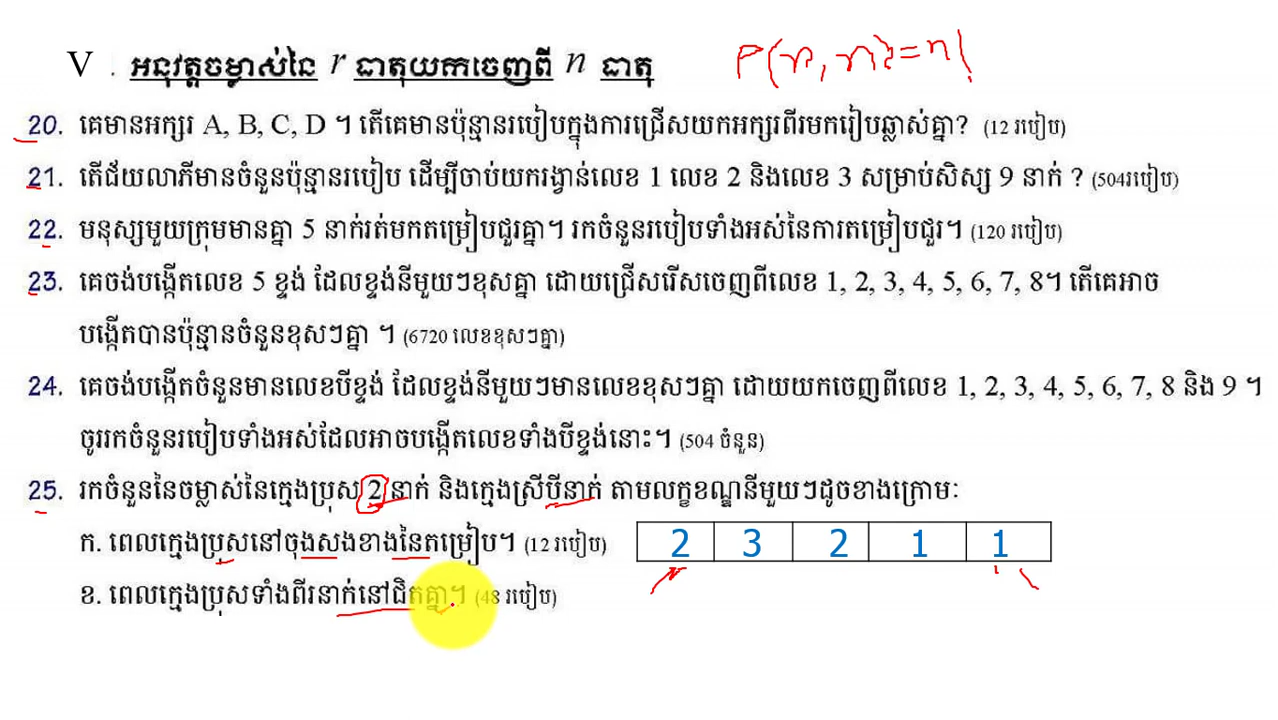 V . អនុវត្តចម្លាស់នៃ r ធាតុយកចេញពី n ធាតុ
P(n, n) = n!
20. គេមានអក្សរ A, B, C, D ។ តើគេមានប៉ុន្មានរបៀបក្នុងការជ្រើសយកអក្សរពីរមករៀបឆ្លាស់គ្នា? (12 របៀប)
21. តើជ័យលាភីមានចំនួនប៉ុន្មានរបៀប ដើម្បីចាប់យករង្វាន់លេខ 1 លេខ 2 និងលេខ 3 សម្រាប់សិស្ស 9 នាក់ ? (504របៀប)
22. មនុស្សមួយក្រុមមានគ្នា 5 នាក់រត់មកតម្រៀបជួរគ្នា។ រកចំនួនរបៀបទាំងអស់នៃការតម្រៀបជួរ។ (120 របៀប)
23. គេចង់បង្កើតលេខ 5 ខ្ទង់ ដែលខ្ទង់នីមួយៗខុសគ្នា ដោយជ្រើសរើសចេញពីលេខ 1, 2, 3, 4, 5, 6, 7, 8។ តើគេអាច
បង្កើតបានប៉ុន្មានចំនួនខុសៗគ្នា ។ (6720 លេខខុសៗគ្នា)
24. គេចង់បង្កើតចំនួនមានលេខបីខ្ទង់ ដែលខ្ទង់នីមួយៗមានលេខខុសៗគ្នា ដោយយកចេញពីលេខ 1, 2, 3, 4, 5, 6, 7, 8 និង 9 ។
ចូររកចំនួនរបៀបទាំងអស់ដែលអាចបង្កើតលេខទាំងបីខ្ទង់នោះ។ (504 ចំនួន)
25. រកចំនួននៃចម្លាស់នៃក្មេងប្រុស 2 នាក់ និងក្មេងស្រីបីនាក់ តាមលក្ខខណ្ឌនីមួយៗដូចខាងក្រោមៈ
ក. ពេលក្មេងប្រុសនៅចុងសងខាងនៃតម្រៀប។ (12 របៀប) 2 3 2 1 1
ខ. ពេលក្មេងប្រុសទាំងពីរនាក់នៅជិតគ្នា។ (48 របៀប)